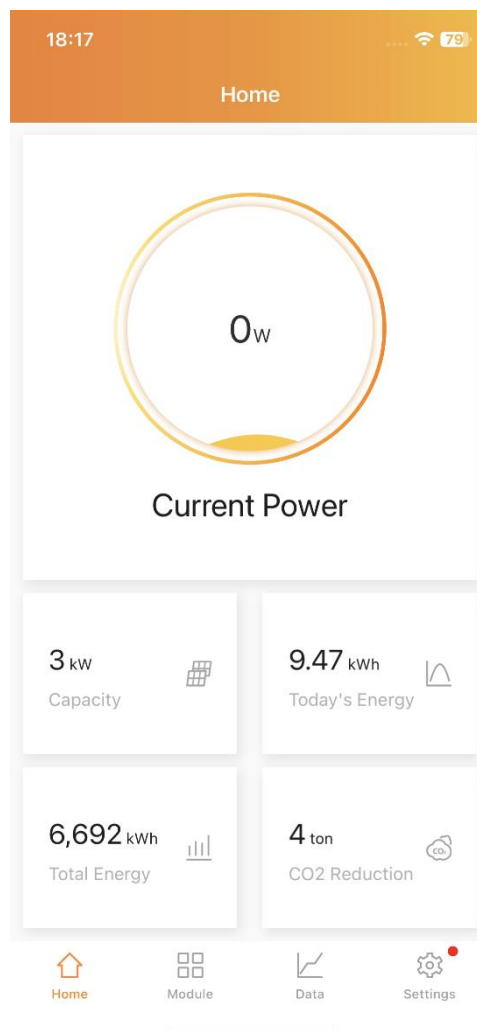 18:17
79
Home
0W
Current Power
3 kW
Capacity
9.47 kWh
Today's Energy
6,692 kWh
Total Energy
4 ton
CO2 Reduction
CO₂
Home
Module
Data
Settings